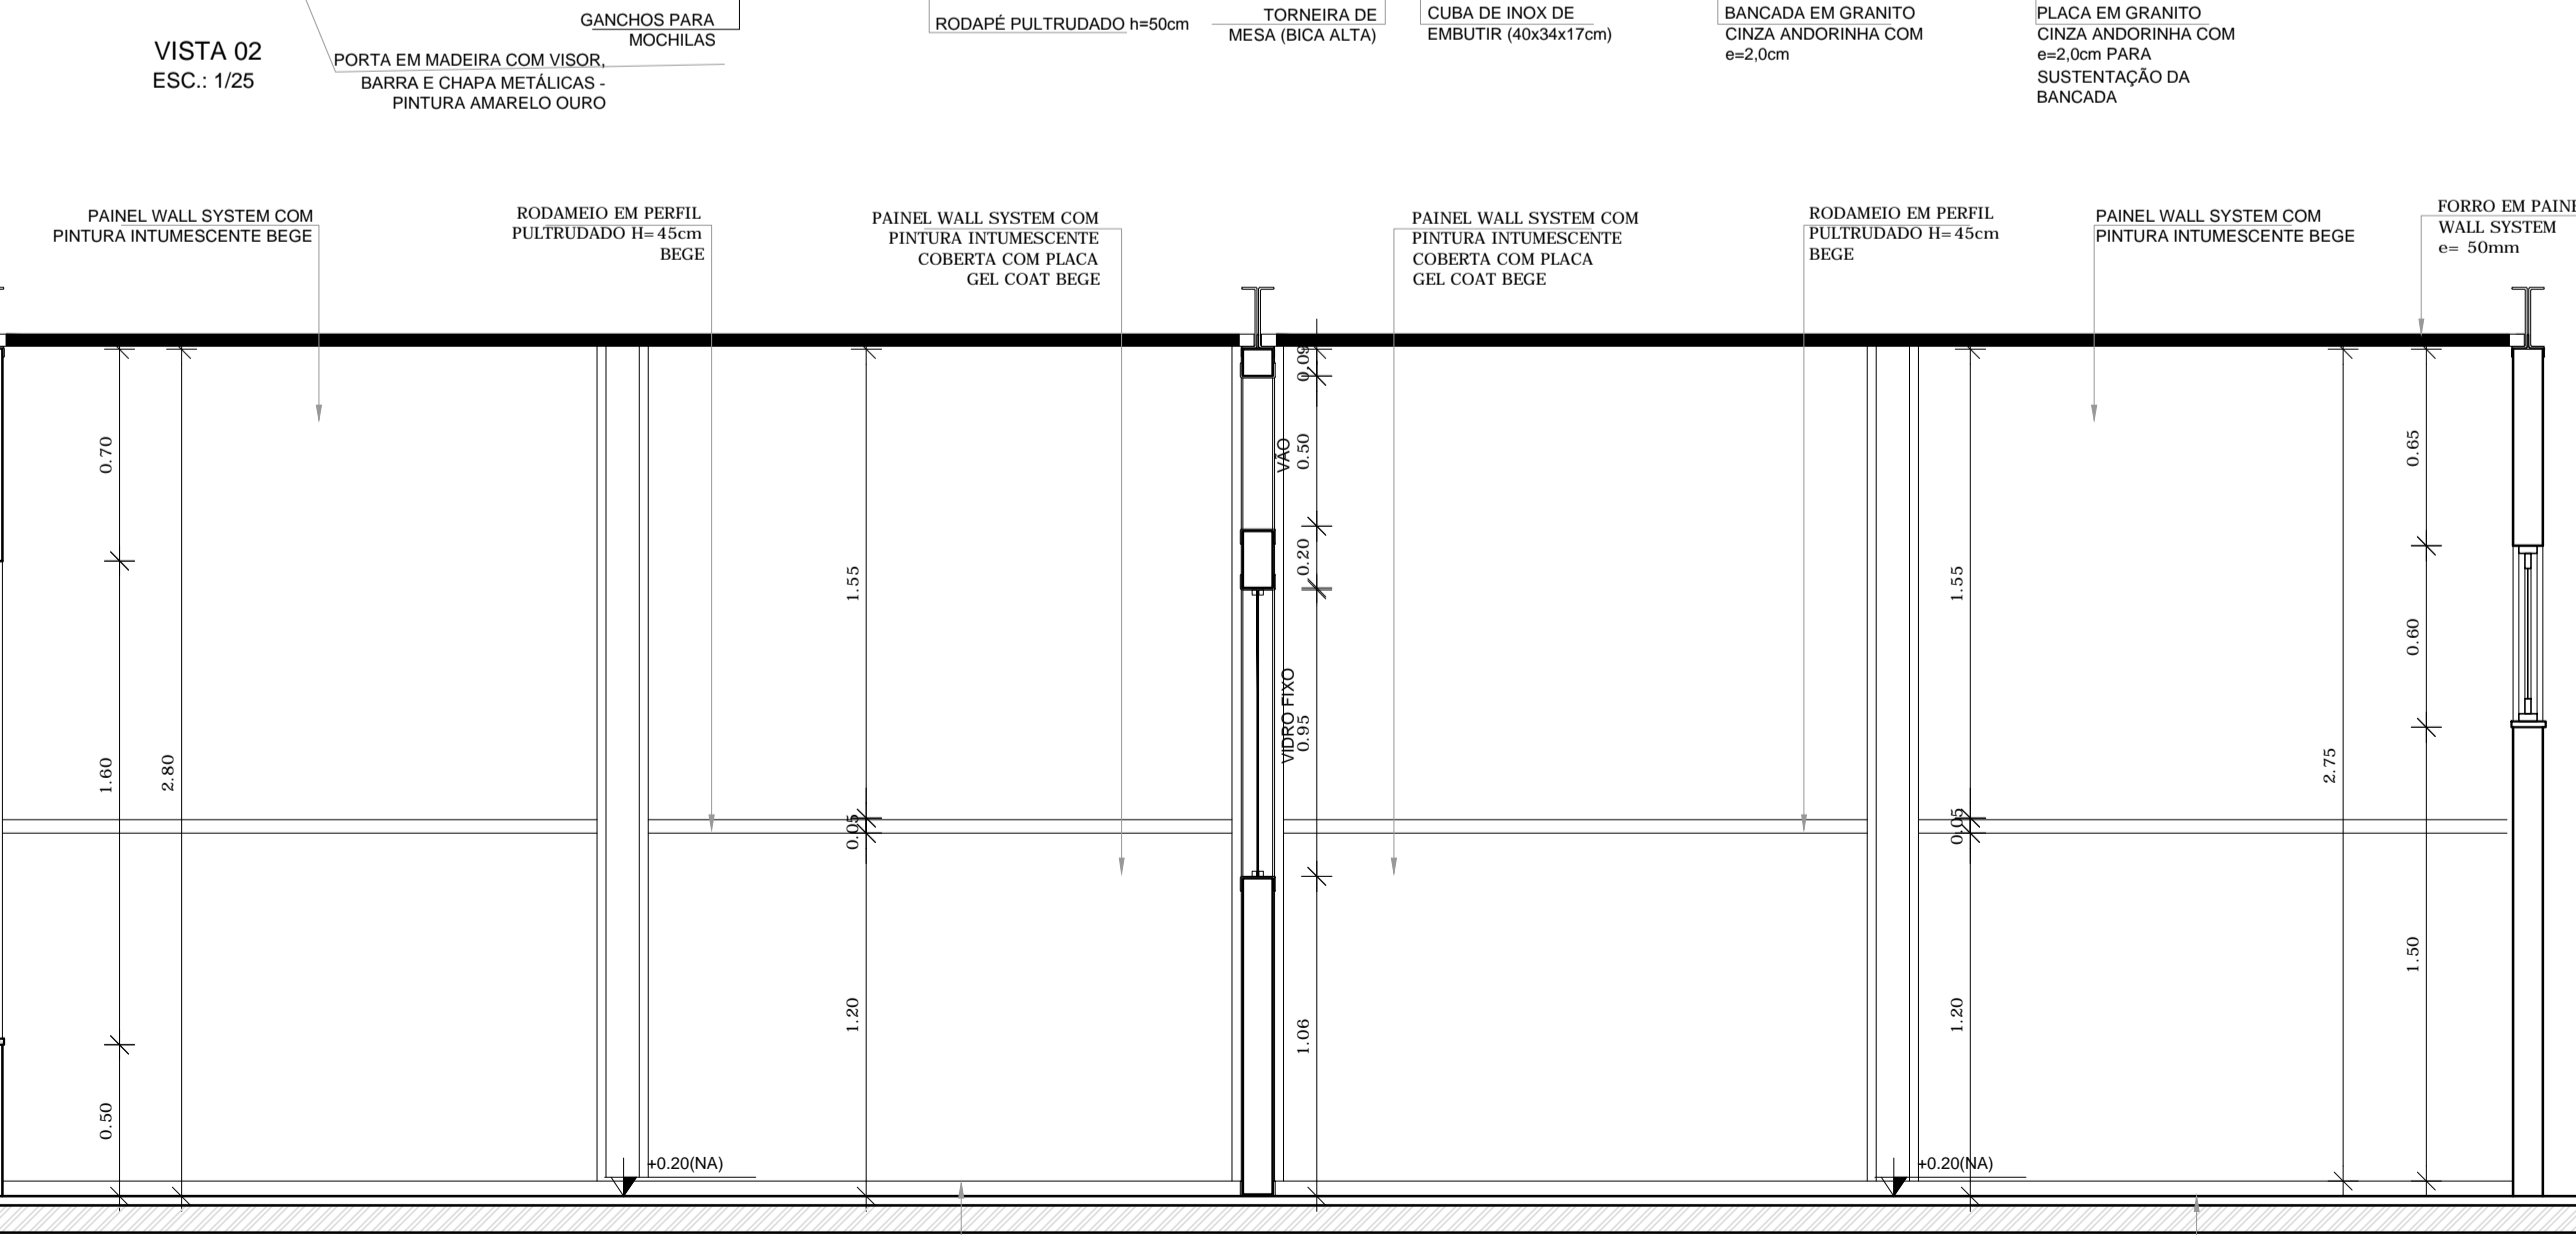 GANCHOS PARA
MOCHILAS
RODAPÉ PULTRUDADO h=50cm
TORNEIRA DE
MESA (BICA ALTA)
CUBA DE INOX DE
EMBUTIR (40x34x17cm)
BANCADA EM GRANITO
CINZA ANDORINHA COM
e=2,0cm
PLACA EM GRANITO
CINZA ANDORINHA COM
e=2,0cm PARA
SUSTENTAÇÃO DA
BANCADA
VISTA 02
ESC.: 1/25
PORTA EM MADEIRA COM VISOR,
BARRA E CHAPA METÁLICAS -
PINTURA AMARELO OURO
PAINEL WALL SYSTEM COM
PINTURA INTUMESCENTE BEGE
RODAMEIO EM PERFIL
PULTRUDADO H=45cm
BEGE
PAINEL WALL SYSTEM COM
PINTURA INTUMESCENTE
COBERTA COM PLACA
GEL COAT BEGE
PAINEL WALL SYSTEM COM
PINTURA INTUMESCENTE
COBERTA COM PLACA
GEL COAT BEGE
RODAMEIO EM PERFIL
PULTRUDADO H=45cm
BEGE
PAINEL WALL SYSTEM COM
PINTURA INTUMESCENTE BEGE
FORRO EM PAINE
WALL SYSTEM
e= 50mm
0.70
1.60
0.50
2.80
1.55
0.05
1.20
0.09
VÃO
0.50
0.20
VIDRO FIXO
0.95
1.06
1.55
0.05
1.20
2.75
0.65
0.60
1.50
+0.20(NA)
+0.20(NA)